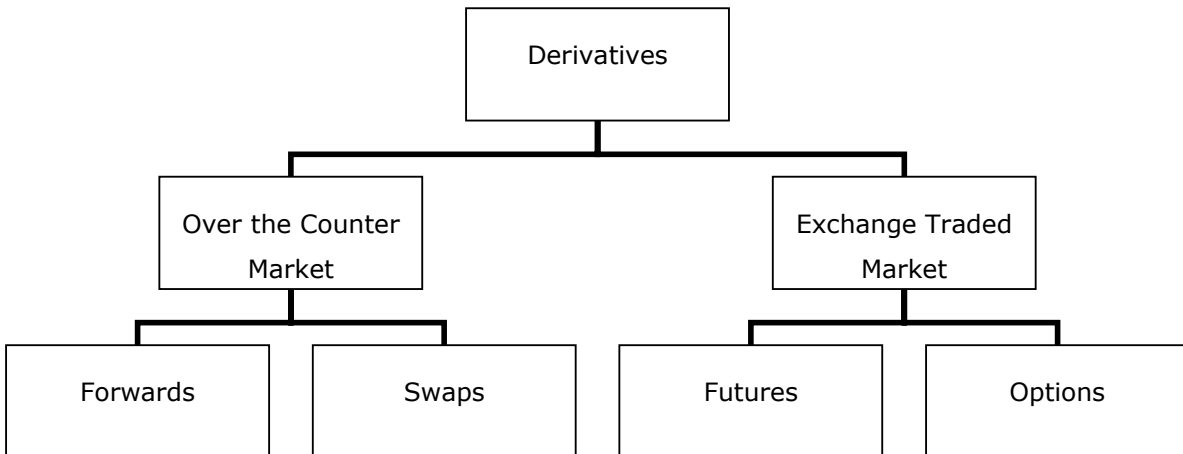 Derivatives
Over the Counter
Market
Exchange Traded
Market
Forwards
Swaps
Futures
Options